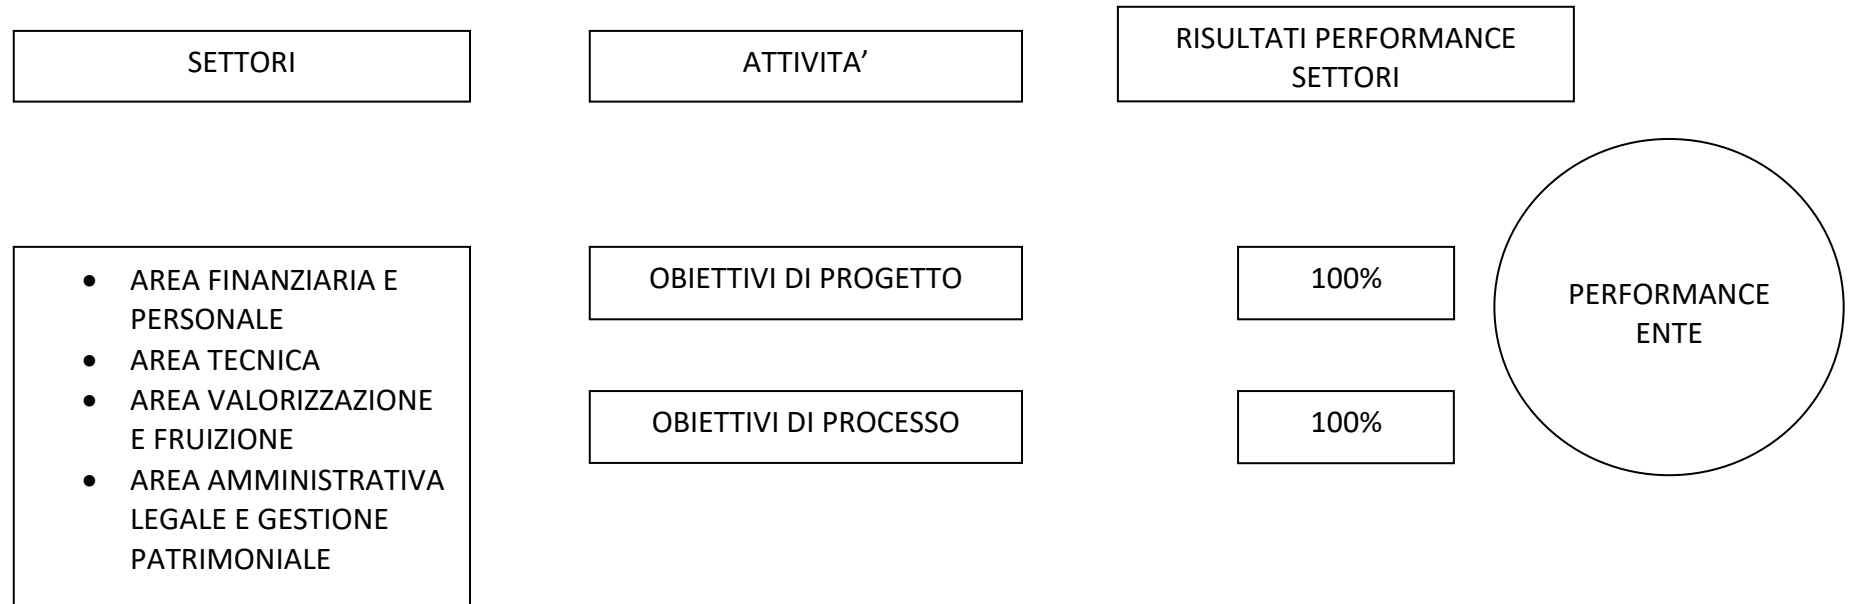 SETTORI
ATTIVITA’
RISULTATI PERFORMANCE
SETTORI
• AREA FINANZIARIA E
PERSONALE
• AREA TECNICA
• AREA VALORIZZAZIONE
E FRUIZIONE
• AREA AMMINISTRATIVA
LEGALE E GESTIONE
PATRIMONIALE
OBIETTIVI DI PROGETTO
100%
OBIETTIVI DI PROCESSO
100%
PERFORMANCE
ENTE